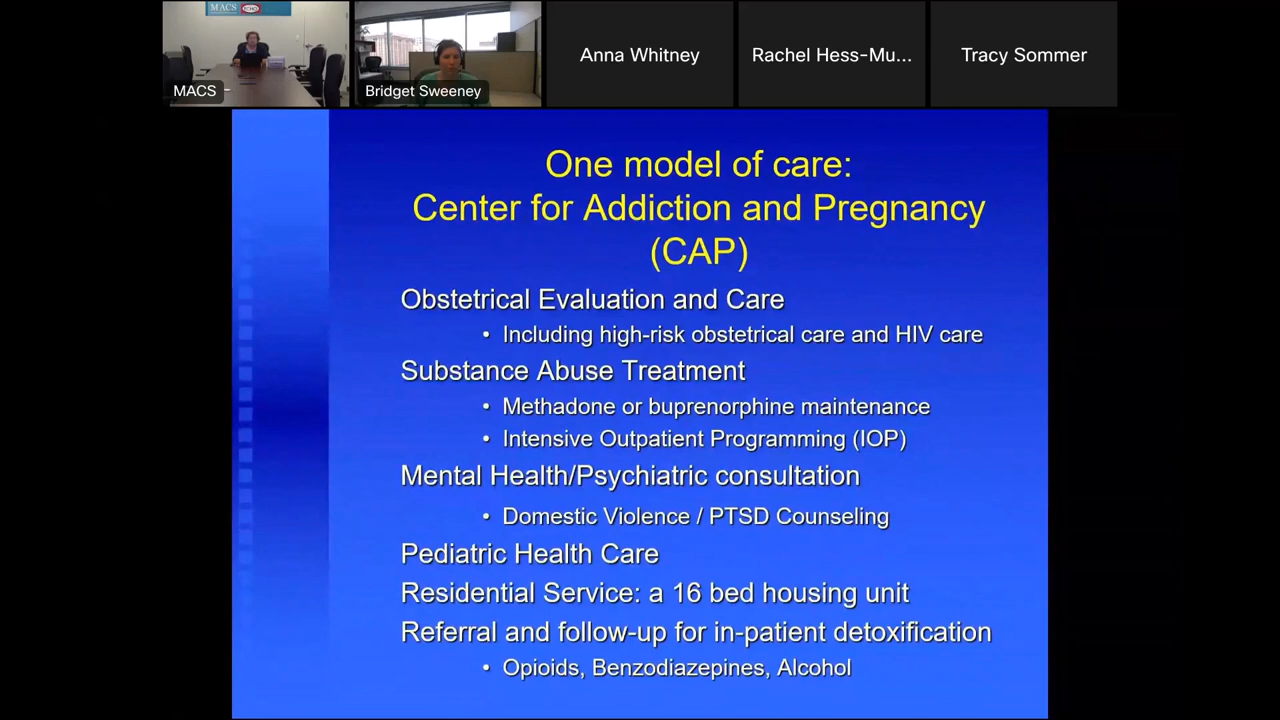 MACS
MACS
Bridget Sweeney
Anna Whitney
Rachel Hess-Mu...
Tracy Sommer
One model of care:
Center for Addiction and Pregnancy
(CAP)
Obstetrical Evaluation and Care
• Including high-risk obstetrical care and HIV care
Substance Abuse Treatment
• Methadone or buprenorphine maintenance
• Intensive Outpatient Programming (IOP)
Mental Health/Psychiatric consultation
• Domestic Violence / PTSD Counseling
Pediatric Health Care
Residential Service: a 16 bed housing unit
Referral and follow-up for in-patient detoxification
• Opioids, Benzodiazepines, Alcohol